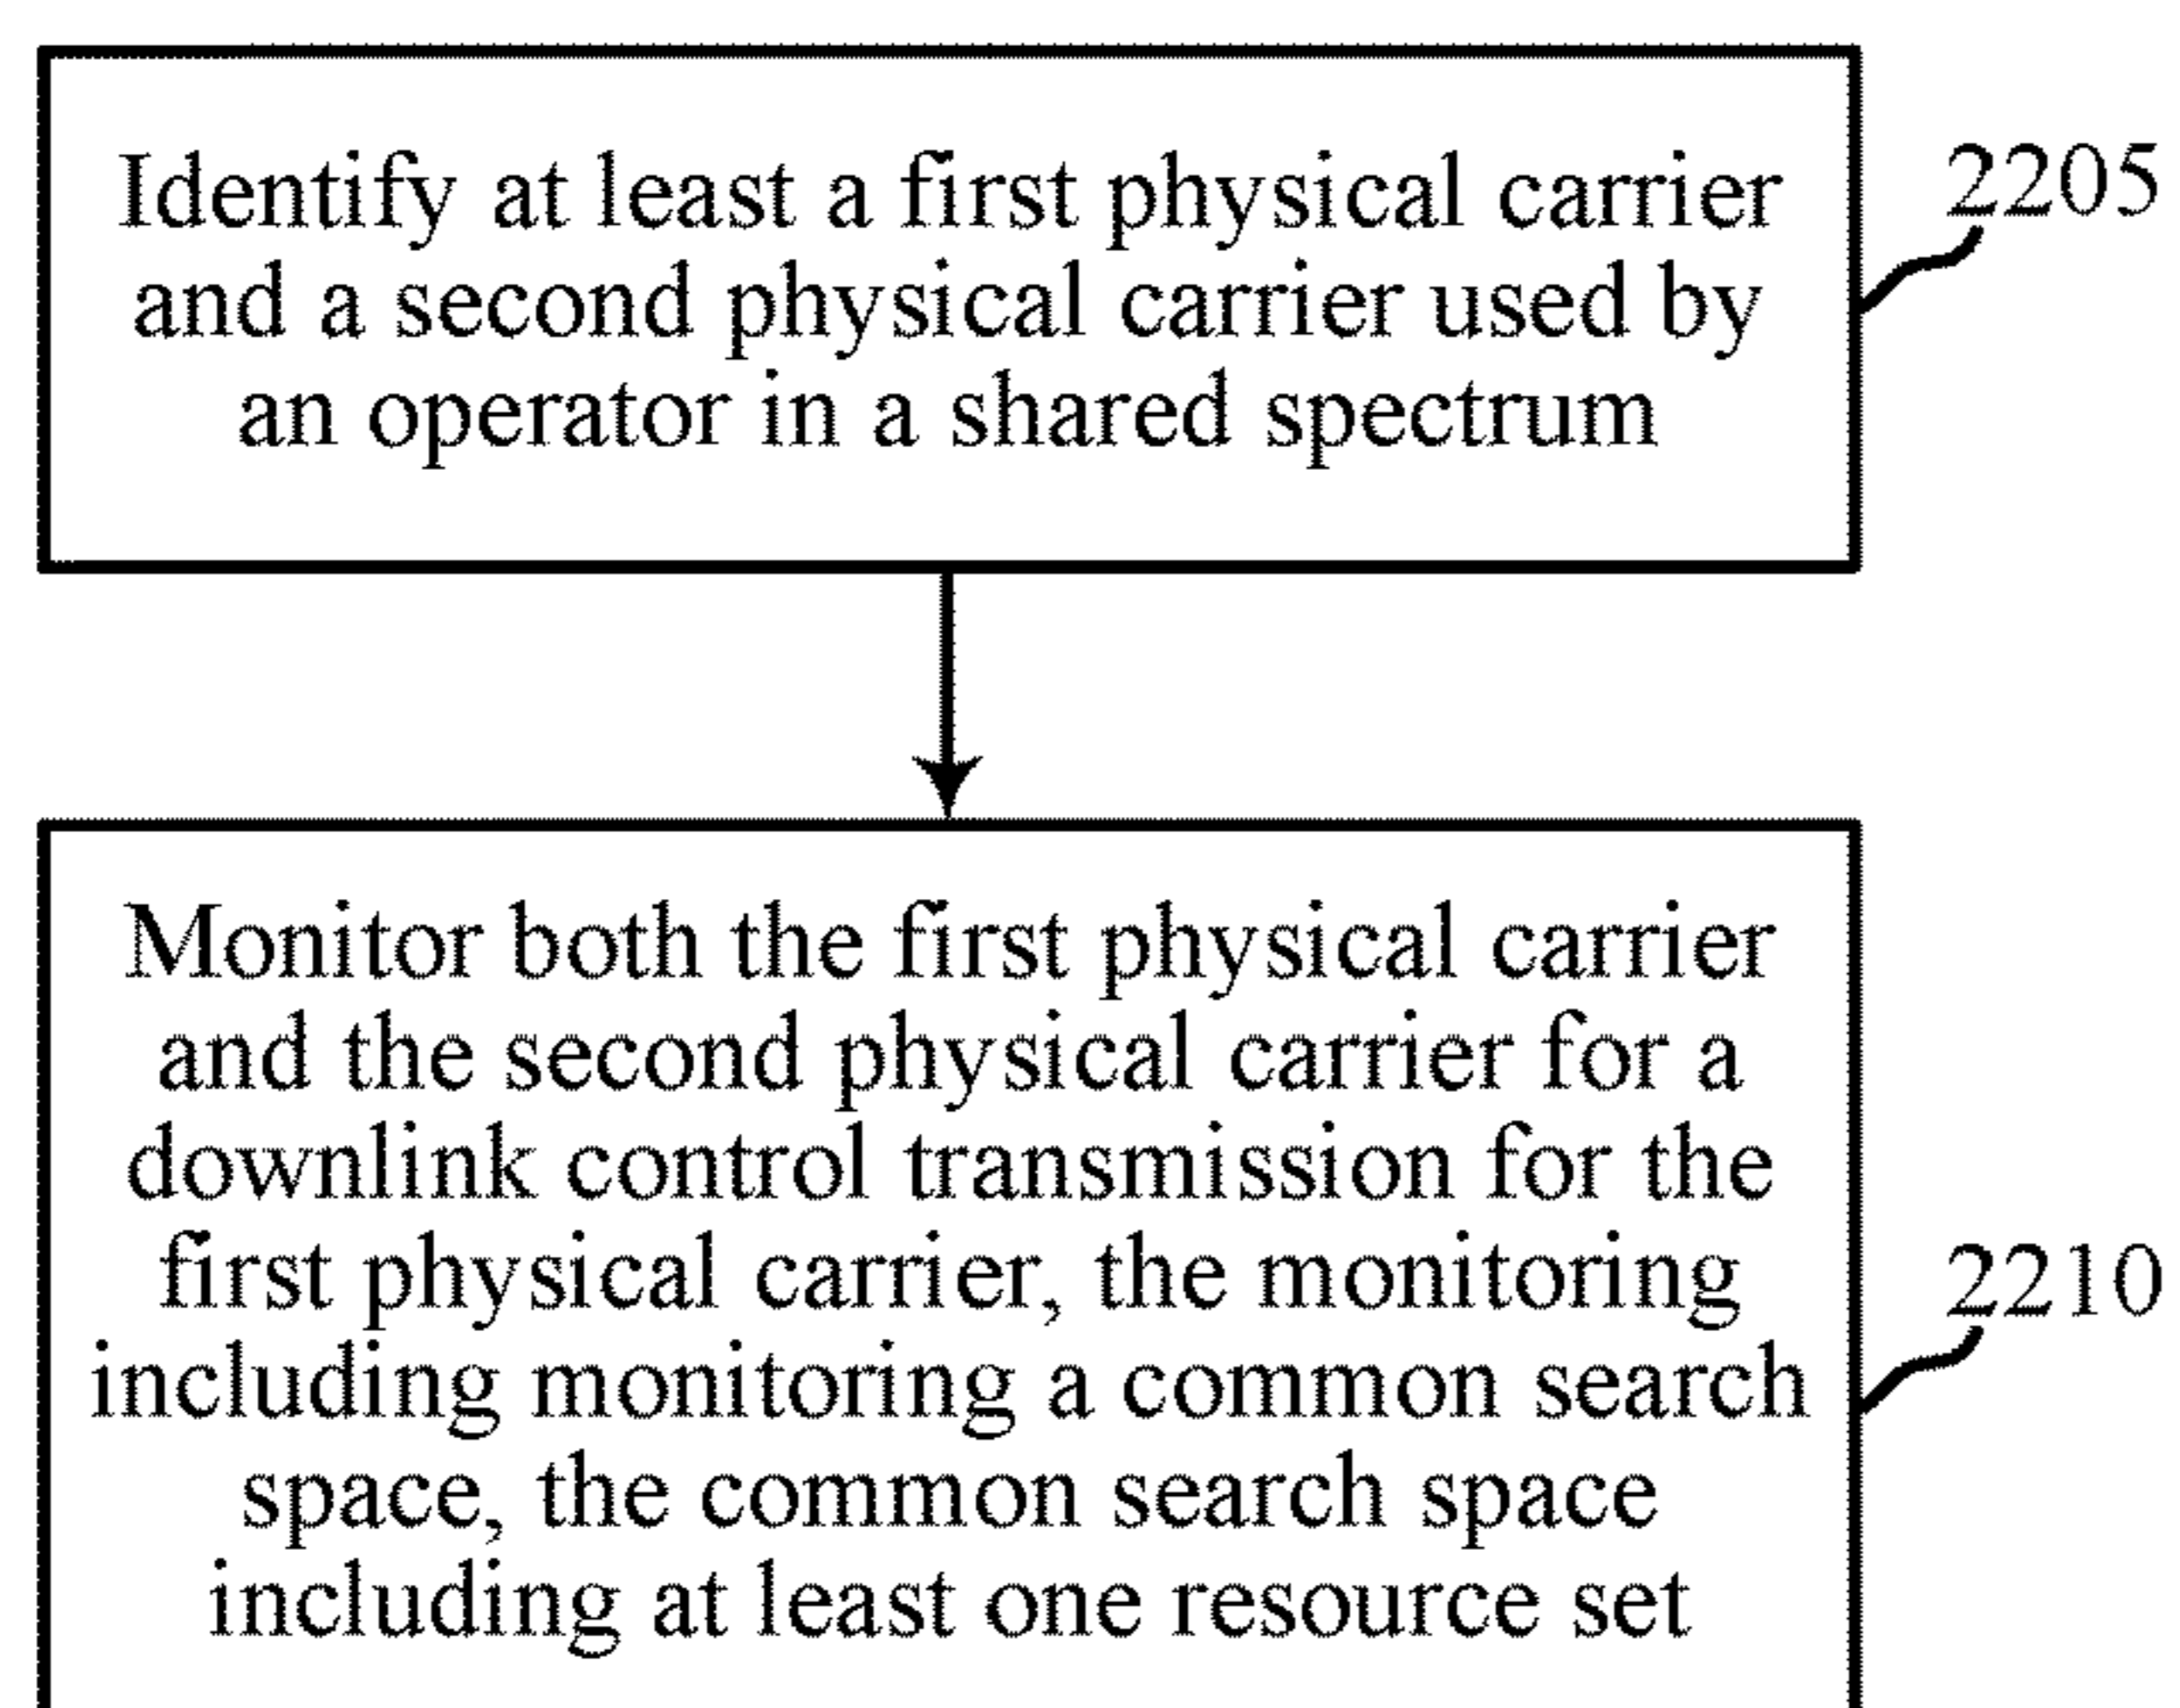 Identify at least a first physical carrier
and a second physical carrier used by
an operator in a shared spectrum
2205
Monitor both the first physical carrier
and the second physical carrier for a
downlink control transmission for the
first physical carrier, the monitoring
including monitoring a common search
space, the common search space
including at least one resource set
2210